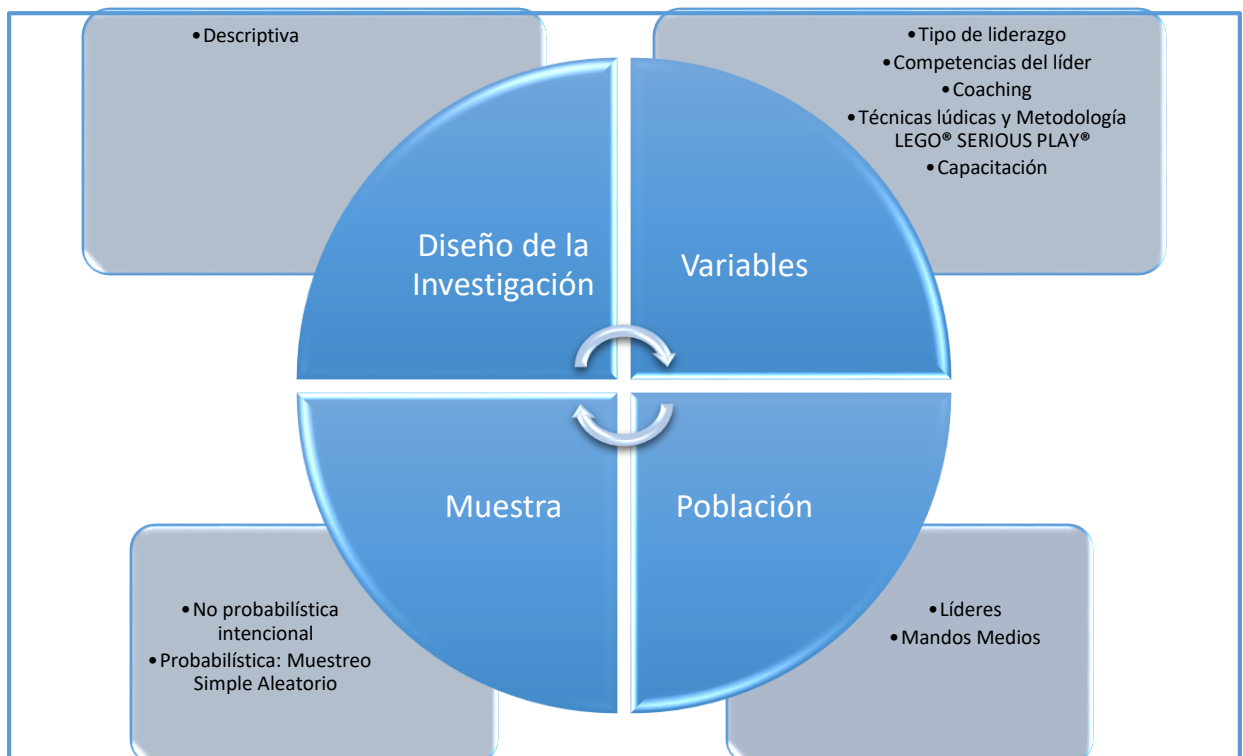 •Descriptiva
•Tipo de liderazgo
•Competencias del líder
•Coaching
•Técnicas lúdicas y Metodología
LEGO® SERIOUS PLAY®
•Capacitación
Diseño de la
Investigación
Variables
Muestra
Población
•No probabilística
intencional
•Probabilística: Muestreo
Simple Aleatorio
•Líderes
•Mandos Medios